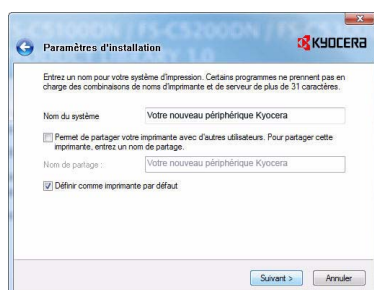 Paramètres d'installation
KYOCERA
Entrez un nom pour votre système d'impression. Certains programmes ne prennent pas en
charge des combinaisons de noms d'imprimante et de serveur de plus de 31 caractères.
Nom du système
Votre nouveau périphérique Kyocera
Permet de partager votre imprimante avec d'autres utilisateurs. Pour partager cette
imprimante, entrez un nom de partage.
Nom de partage :
Votre nouveau périphérique Kyocera
Définir comme imprimante par défaut
Suivant >
Annuler